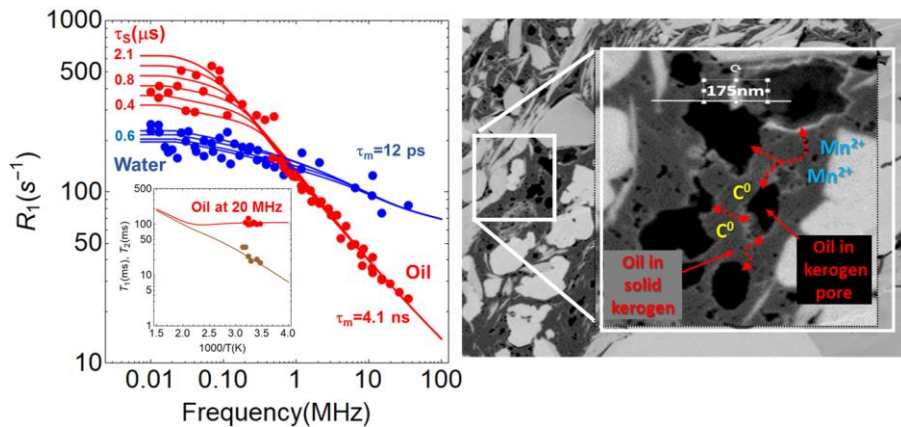 τS (μs)
1000
2.1
500
0.8
0.4
0.6
Water
τm=12 ps
R1(s−1)
100
50
10
Oil
τm=4.1 ns
500
200
100
50
20
10
5
1
Oil at 20 MHz
T1(ms), T2(ms)
1.5 2.0 2.5 3.0 3.5 4.0
1000/T(K)
0.01 0.10 1 10 100
Frequency(MHz)
175nm
Mn2+
Mn2+
C0
C0
Oil in
solid
kerogen
Oil in
kerogen
pore